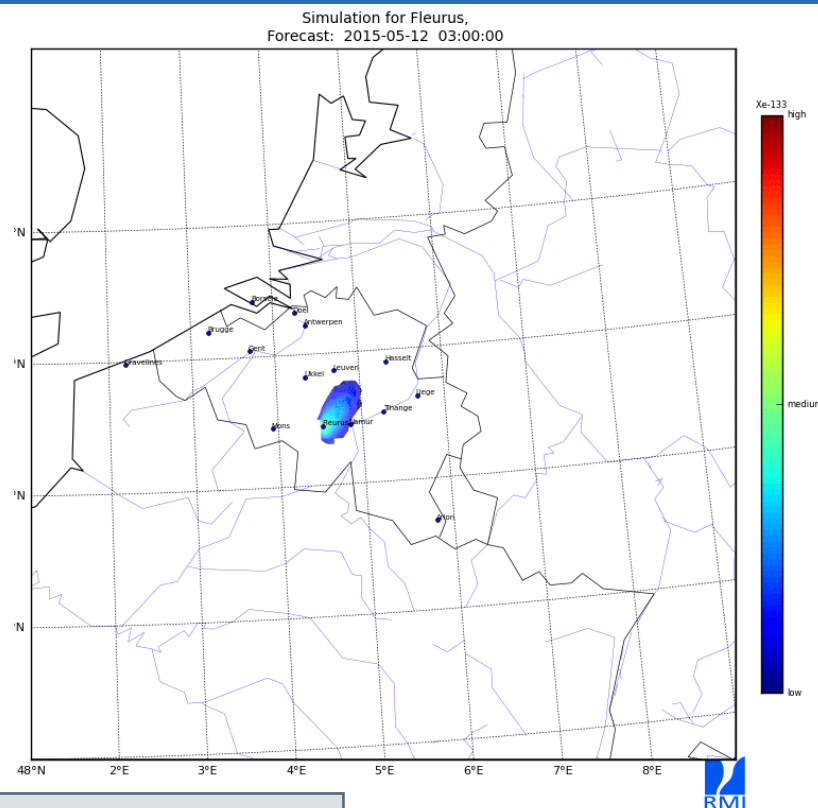 Simulation for Fleurus,
Forecast: 2015-05-12 03:00:00
Xe-133
high
°N
Borssele
Doel
Antwerpen
Brugge
Gent
°N
Gravelines
Leuven
Hasselt
Ukkel
Liege
Tihange
medium
Mons
Fleurus
Namur
°N
Arlon
°N
low
48°N
2°E
3°E
4°E
5°E
6°E
7°E
8°E
RMI